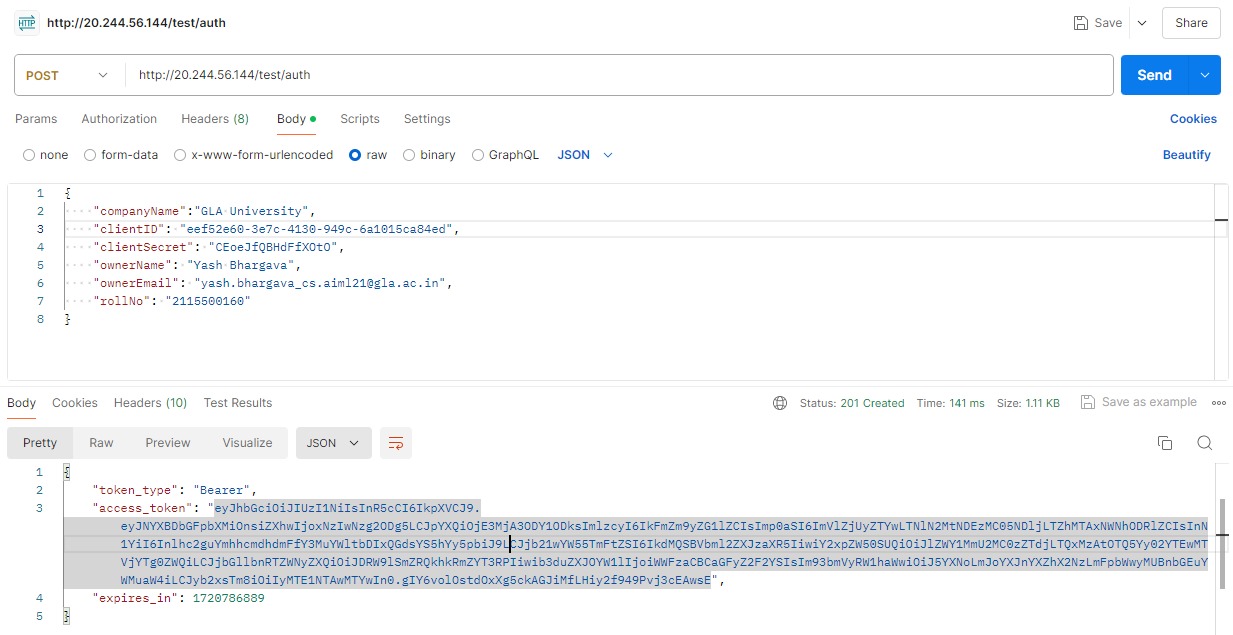 HTTP http://20.244.56.144/test/auth
Save
Share
POST
http://20.244.56.144/test/auth
Send
Params Authorization Headers (8) Body Scripts Settings Cookies
none form-data x-www-form-urlencoded raw binary GraphQL JSON Beautify
1 {
2 "companyName":"GLA University",
3 "clientID": "eef52e60-3e7c-4130-949c-6a1015ca84ed",
4 "clientSecret": "CEoeJfQBHdFfXOtO",
5 "ownerName": "Yash Bhargava",
6 "ownerEmail": "yash.bhargava_cs.aiml21@gla.ac.in",
7 "rollNo": "2115500160"
8 }
Body Cookies Headers (10) Test Results
Status: 201 Created Time: 141 ms Size: 1.11 KB Save as example
Pretty Raw Preview Visualize JSON
1 {
2 "token_type": "Bearer",
3 "access_token": "eyJhbGciOiJIUzI1NiIsInR5cCI6IkpXVCJ9.
eyJNYXBDbGFpbXMiOnsiZXhwIjoxNzIwNzg2ODg5LCJpYXQiOjE3MjA3ODY1ODksImlzcyI6IkFmZm9yZG1lZCIsImp0aSI6ImVlZjUyZTYwLTNlN2MtNDEzMC05NDljLTZhMTAxNWNhODRlZCIsInN
1YiI6Inlhc2guYmhhcmdhdmFfY3MuYWltbDIxQGdsYS5hYy5pbiJ9LCJjb21wYW55TmFtZSI6IkdMQSBVbml2ZXJzaXR5IiwiY2xpZW50SUQiOiJlZWY1MmU2MC0zZTdjLTQxMzAtOTQ5Yy02YTEwMT
VjYTg0ZWQiLCJjbGllbnRTZWNyZXQiOiJDRW9lSmZRQkhkRmZYT3RPIiwib3duZXJOYW1lIjoiWWFzaCBCaGFyZ2F2YSIsIm93bmVyRW1haWwiOiJ5YXNoLmJoYXJnYXZhX2NzLmFpbWwyMUBnbGEuY
WMuaW4iLCJyb2xsTm8iOiIyMTE1NTAwMTYwIn0.gIY6volOstdOxXg5ckAGJiMfLHiy2f949Pvj3cEAwsE",
4 "expires_in": 1720786889
5 }